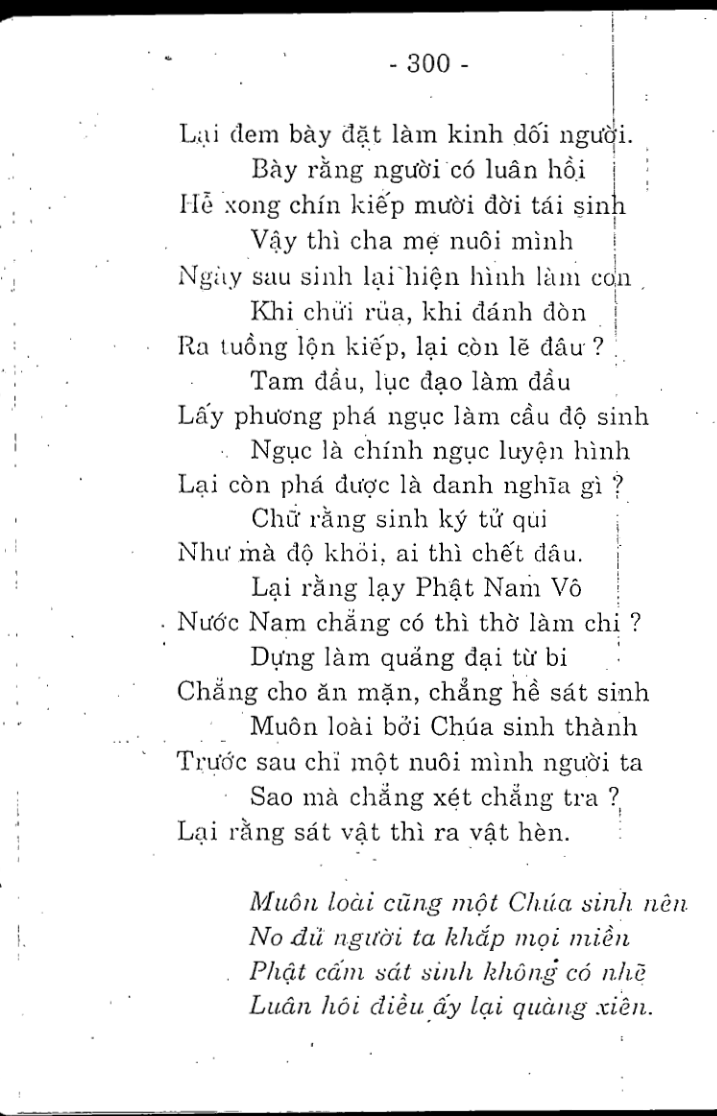 - 300 -
Lại đem bày đặt làm kinh dối người.
Bày rằng người có luân hồi
Hễ xong chín kiếp mười đời tái sinh
Vậy thì cha mẹ nuôi mình
Ngày sau sinh lại hiện hình làm con
Khi chửi rủa, khi đánh đòn
Ra tuồng lộn kiếp, lại còn lẽ đâu ?
Tam đầu, lục đạo làm đầu
Lấy phương phá ngục làm cầu độ sinh
Ngục là chính ngục luyện hình
Lại còn phá được là danh nghĩa gì ?
Chữ rằng sinh ký tử qui
Như mà độ khỏi, ai thì chết đâu.
Lại rằng lạy Phật Nam Vô
Nước Nam chẳng có thì thờ làm chi ?
Dựng làm quảng đại từ bi
Chẳng cho ăn mặn, chẳng hề sát sinh
Muôn loài bởi Chúa sinh thành
Trước sau chỉ một nuôi mình người ta
Sao mà chẳng xét chẳng tra ?
Lại rằng sát vật thì ra vật hèn.
Muôn loài cũng một Chúa sinh nên
No đủ người ta khắp mọi miền
Phật cấm sát sinh không có nhẽ
Luân hồi điều ấy lại quàng xiên.